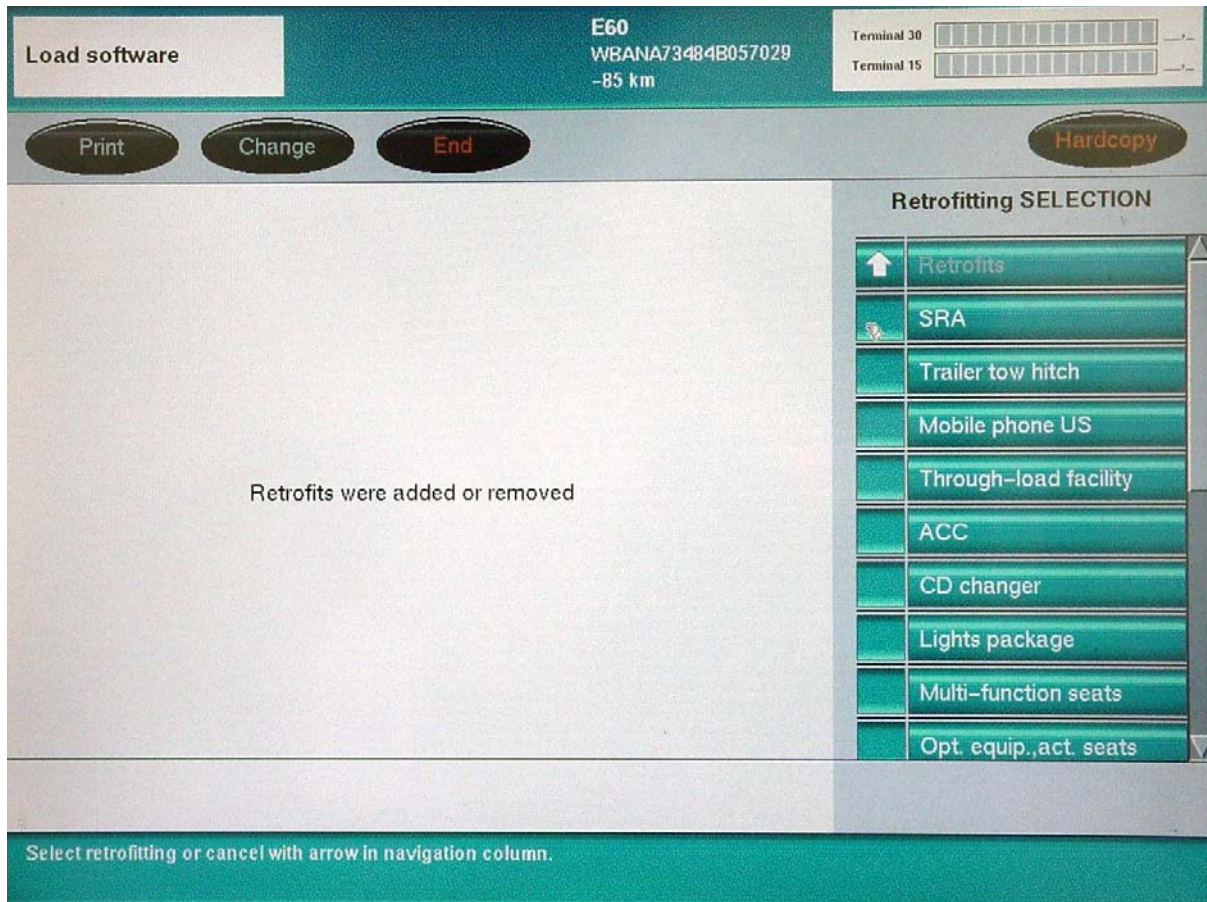 Load software
E60
WBANA73484B057029
-85 km
Terminal 30 __,_
Terminal 15 __,_
Print
Change
End
Hardcopy
Retrofitting SELECTION
Retrofits
SRA
Trailer tow hitch
Mobile phone US
Through-load facility
ACC
CD changer
Lights package
Multi-function seats
Opt. equip.,act. seats
Retrofits were added or removed
Select retrofitting or cancel with arrow in navigation column.